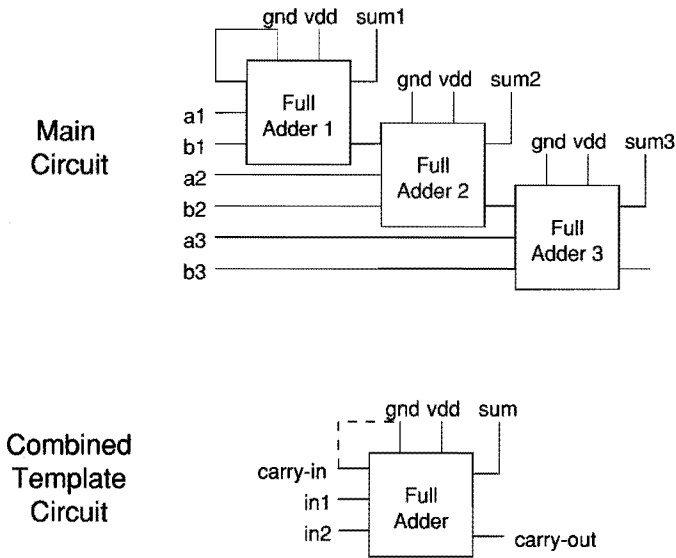 gnd vdd sum1
Full
Adder 1
a1
b1
a2
b2
a3
b3
Main
Circuit
gnd vdd sum2
Full
Adder 2
gnd vdd sum3
Full
Adder 3
Combined
Template
Circuit
gnd vdd sum
carry-in
in1
in2
Full
Adder
carry-out